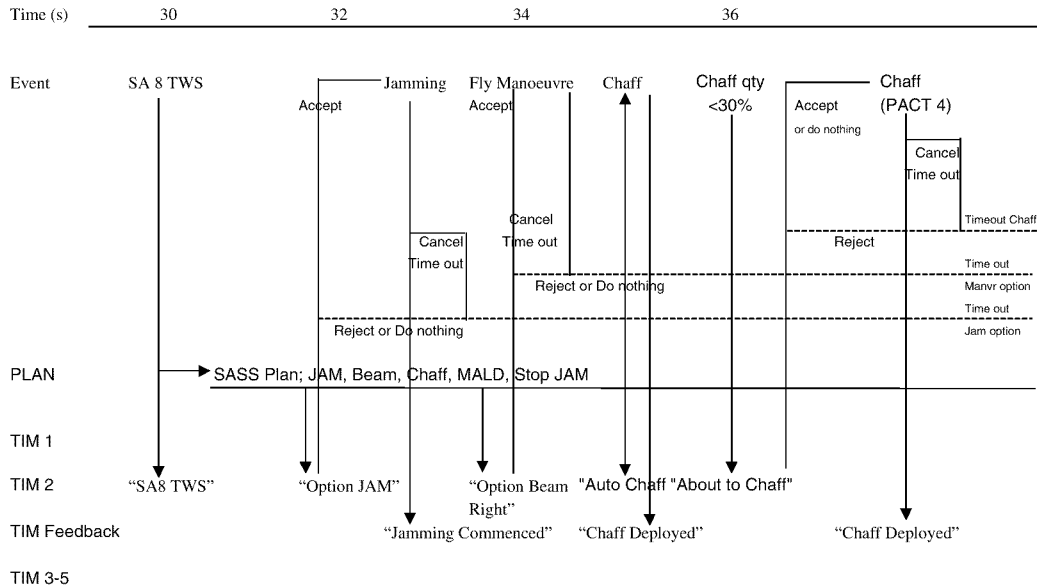 Time (s) 30 32 34 36
Event SA 8 TWS Jamming Fly Manoeuvre Chaff Chaff qty Chaff
Accept Accept <30% Accept (PACT 4)
or do nothing
Cancel
Time out
Cancel Timeout Chaff
Cancel Time out Reject
Time out Time out
Reject or Do nothing Manvr option
Time out
Reject or Do nothing Jam option
PLAN SASS Plan; JAM, Beam, Chaff, MALD, Stop JAM
TIM 1
TIM 2 “SA8 TWS” “Option JAM” “Option Beam "Auto Chaff "About to Chaff"
Right”
TIM Feedback “Jamming Commenced” “Chaff Deployed” “Chaff Deployed”
TIM 3-5